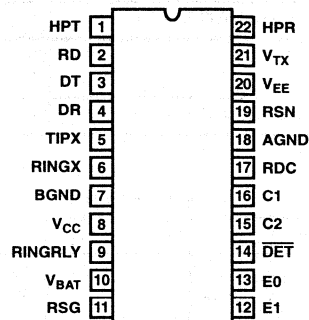 HPT 1 22 HPR
RD 2 21 VTX
DT 3 20 VEE
DR 4 19 RSN
TIPX 5 18 AGND
RINGX 6 17 RDC
BGND 7 16 C1
VCC 8 15 C2
RINGRLY 9 14 DET
VBAT 10 13 E0
RSG 11 12 E1